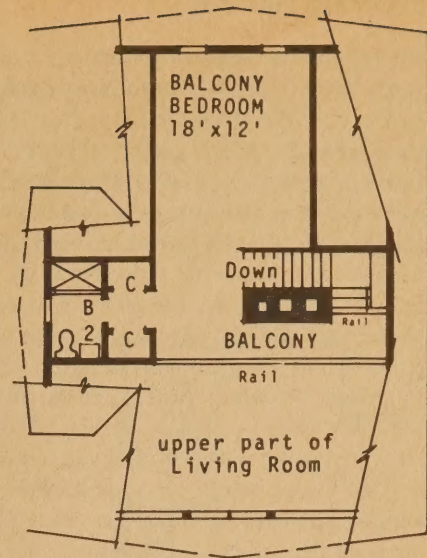 BALCONY
BEDROOM
18'x12'
Down
C
B
2
C
Rail
BALCONY
Rail
upper part of
Living Room